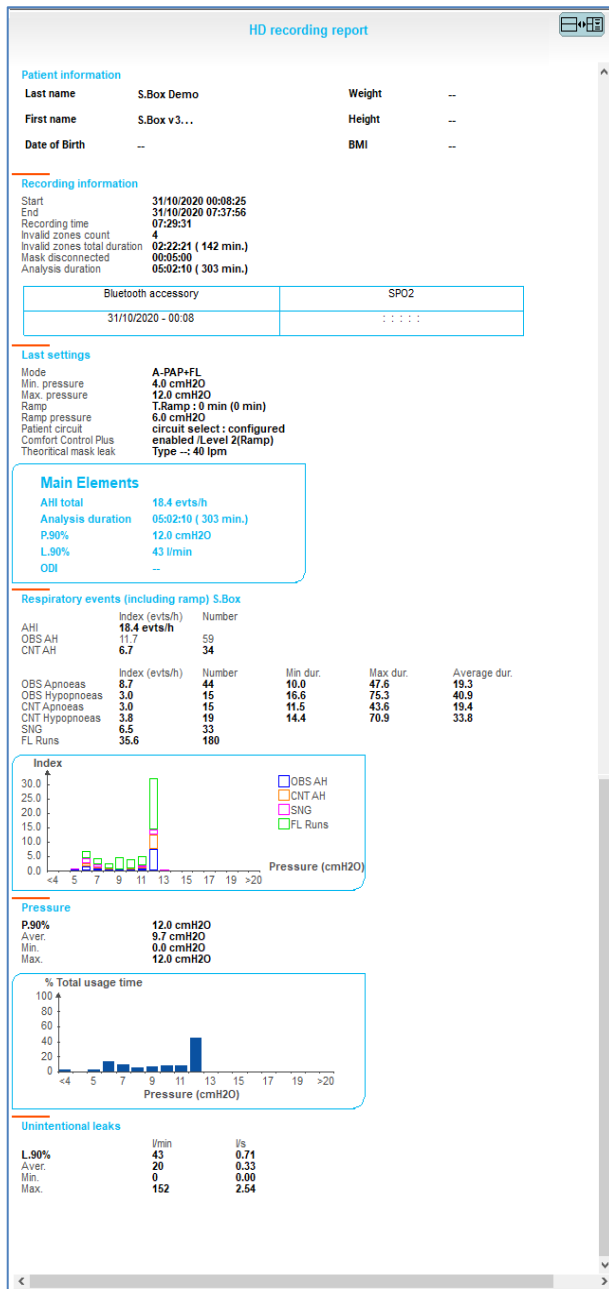 HD recording report
Patient information
Last name S.Box Demo Weight --
First name S.Box v3... Height --
Date of Birth -- BMI --
Recording information
Start 31/10/2020 00:08:25
End 31/10/2020 07:37:56
Recording time 07:29:31
Invalid zones count 4
Invalid zones total duration 02:22:21 ( 142 min.)
Mask disconnected 00:05:00
Analysis duration 05:02:10 ( 303 min.)
Bluetooth accessory SPO2
31/10/2020 - 00:08 : : : : :
Last settings
Mode A-PAP+FL
Min. pressure 4.0 cmH2O
Max. pressure 12.0 cmH2O
Ramp T.Ramp : 0 min (0 min)
Ramp pressure 6.0 cmH2O
Patient circuit circuit select : configured
Comfort Control Plus enabled /Level 2(Ramp)
Theoritical mask leak Type --: 40 lpm
Main Elements
AHI total 18.4 evts/h
Analysis duration 05:02:10 ( 303 min.)
P.90% 12.0 cmH2O
L.90% 43 l/min
ODI --
Respiratory events (including ramp) S.Box
Index (evts/h) Number
AHI 18.4 evts/h
OBS AH 11.7 59
CNT AH 6.7 34
Index (evts/h) Number Min dur. Max dur. Average dur.
OBS Apnoeas 8.7 44 10.0 47.6 19.3
OBS Hypopnoeas 3.0 15 16.6 75.3 40.9
CNT Apnoeas 3.0 15 11.5 43.6 19.4
CNT Hypopnoeas 3.8 19 14.4 70.9 33.8
SNG 6.5 33
FL Runs 35.6 180
Index
30.0
25.0
20.0
15.0
10.0
5.0
0.0
OBS AH
CNT AH
SNG
FL Runs
<4 5 7 9 11 13 15 17 19 >20
Pressure (cmH2O)
Pressure
P.90% 12.0 cmH2O
Aver. 9.7 cmH2O
Min. 0.0 cmH2O
Max. 12.0 cmH2O
% Total usage time
100
80
60
40
20
0
<4 5 7 9 11 13 15 17 19 >20
Pressure (cmH2O)
Unintentional leaks
l/min l/s
L.90% 43 0.71
Aver. 20 0.33
Min. 0 0.00
Max. 152 2.54